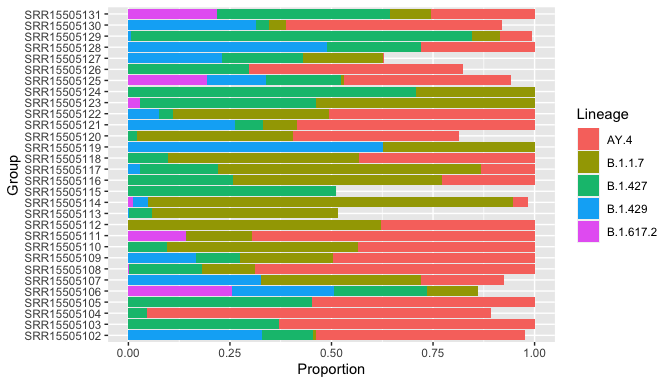 SRR15505131
SRR15505130
SRR15505129
SRR15505128
SRR15505127
SRR15505126
SRR15505125
SRR15505124
SRR15505123
SRR15505122
SRR15505121
SRR15505120
SRR15505119
SRR15505118
SRR15505117
SRR15505116
SRR15505115
SRR15505114
SRR15505113
SRR15505112
SRR15505111
SRR15505110
SRR15505109
SRR15505108
SRR15505107
SRR15505106
SRR15505105
SRR15505104
SRR15505103
SRR15505102
Group
0.00 0.25 0.50 0.75 1.00
Proportion
Lineage
AY.4
B.1.1.7
B.1.427
B.1.429
B.1.617.2